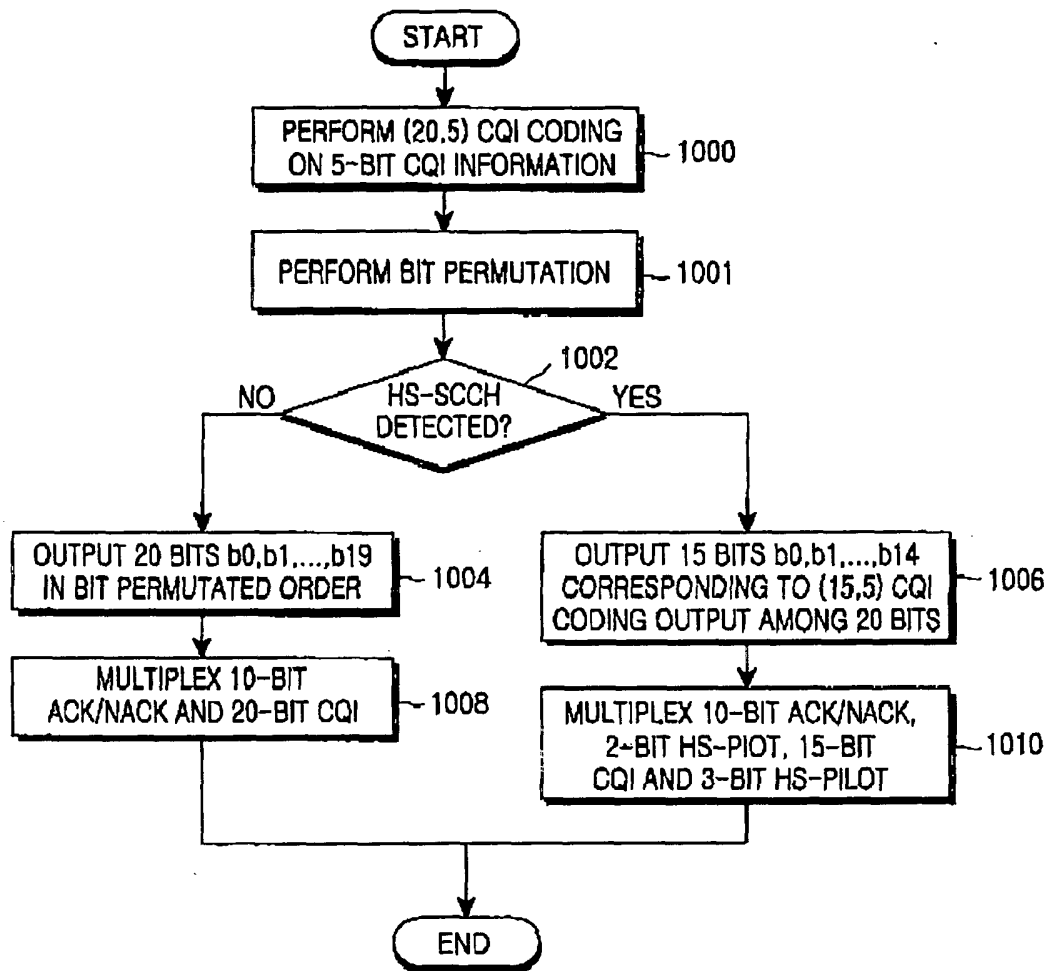 START
PERFORM (20,5) CQI CODING
ON 5-BIT CQI INFORMATION
1000
PERFORM BIT PERMUTATION
1001
1002
NO
HS-SCCH
DETECTED?
YES
OUTPUT 20 BITS b0,b1,...,b19
IN BIT PERMUTATED ORDER
1004
OUTPUT 15 BITS b0,b1,...,b14
CORRESPONDING TO (15,5) CQI
CODING OUTPUT AMONG 20 BITS
1006
MULTIPLEX 10-BIT
ACK/NACK AND 20-BIT CQI
1008
MULTIPLEX 10-BIT ACK/NACK,
2-BIT HS-PIOT, 15-BIT
CQI AND 3-BIT HS-PILOT
1010
END